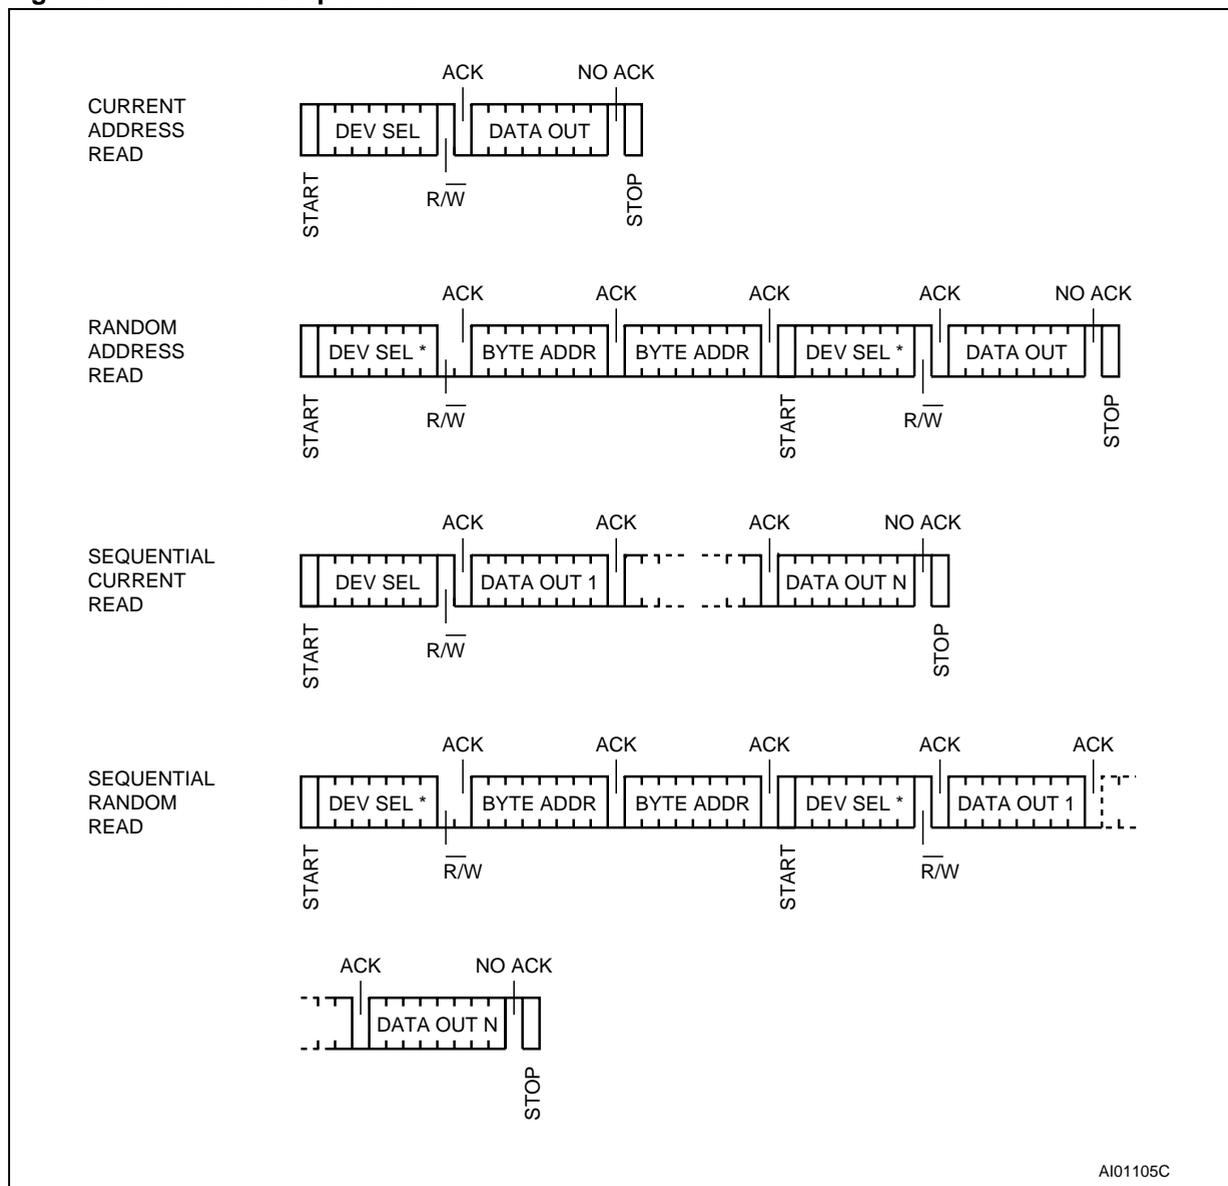 ACK NO ACK
CURRENT
ADDRESS
READ
DEV SEL DATA OUT
R/W̅
START STOP
ACK ACK ACK ACK NO ACK
RANDOM
ADDRESS
READ
DEV SEL * BYTE ADDR BYTE ADDR DEV SEL * DATA OUT
R/W̅ R/W̅
START START STOP
ACK ACK ACK NO ACK
SEQUENTIAL
CURRENT
READ
DEV SEL DATA OUT 1 DATA OUT N
R/W̅
START STOP
ACK ACK ACK ACK ACK
SEQUENTIAL
RANDOM
READ
DEV SEL * BYTE ADDR BYTE ADDR DEV SEL * DATA OUT 1
R̅/W R̅/W
START START
ACK NO ACK
DATA OUT N
STOP
AI01105C